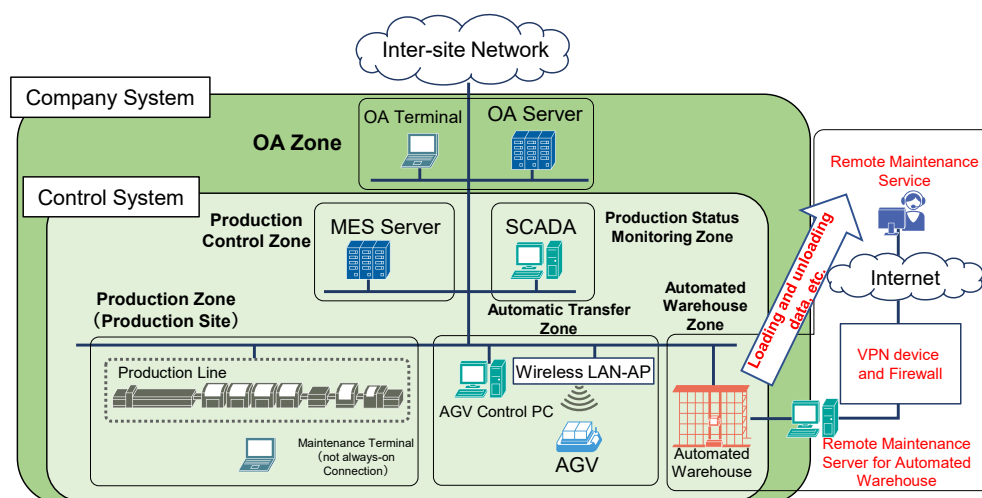 Inter-site Network
Company System
OA Terminal
OA Server
OA Zone
Control System
Production
Control Zone
MES Server
SCADA
Production Status
Monitoring Zone
Remote Maintenance
Service
Loading and unloading
data, etc.
Internet
Production Zone
（Production Site）
Automatic Transfer
Zone
Automated
Warehouse
Zone
Production Line
Wireless LAN-AP
AGV Control PC
VPN device
and Firewall
Maintenance Terminal
（not always-on
Connection）
AGV
Automated
Warehouse
Remote Maintenance
Server for Automated
Warehouse